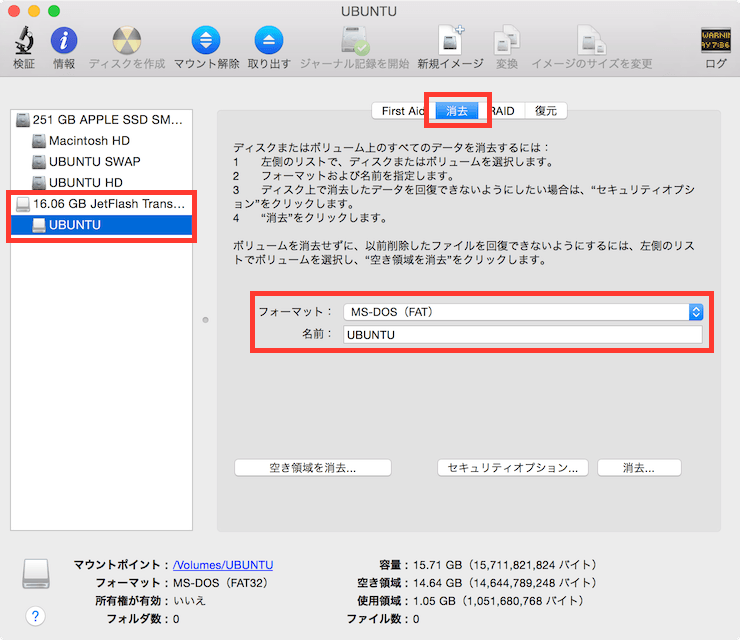 UBUNTU
検証 情報 ディスクを作成 マウント解除 取り出す ジャーナル記録を開始 新規イメージ 変換 イメージのサイズを変更 ログ
WARNIN
RY 7:86
251 GB APPLE SSD SM...
Macintosh HD
UBUNTU SWAP
UBUNTU HD
16.06 GB JetFlash Trans...
UBUNTU
First Aid 消去 RAID 復元
ディスクまたはボリューム上のすべてのデータを消去するには：
1 左側のリストで、ディスクまたはボリュームを選択します。
2 フォーマットおよび名前を指定します。
3 ディスク上で消去したデータを回復できないようにしたい場合は、“セキュリティオプシ
ョン”をクリックします。
4 “消去”をクリックします。
ボリュームを消去せずに、以前削除したファイルを回復できないようにするには、左側のリス
トでボリュームを選択し、“空き領域を消去”をクリックします。
フォーマット： MS-DOS（FAT）
名前： UBUNTU
空き領域を消去... セキュリティオプション... 消去...
マウントポイント： /Volumes/UBUNTU 容量： 15.71 GB（15,711,821,824 バイト）
フォーマット： MS-DOS（FAT32） 空き領域： 14.64 GB（14,644,789,248 バイト）
所有権が有効： いいえ 使用領域： 1.05 GB（1,051,680,768 バイト）
フォルダ数： 0 ファイル数： 0
?